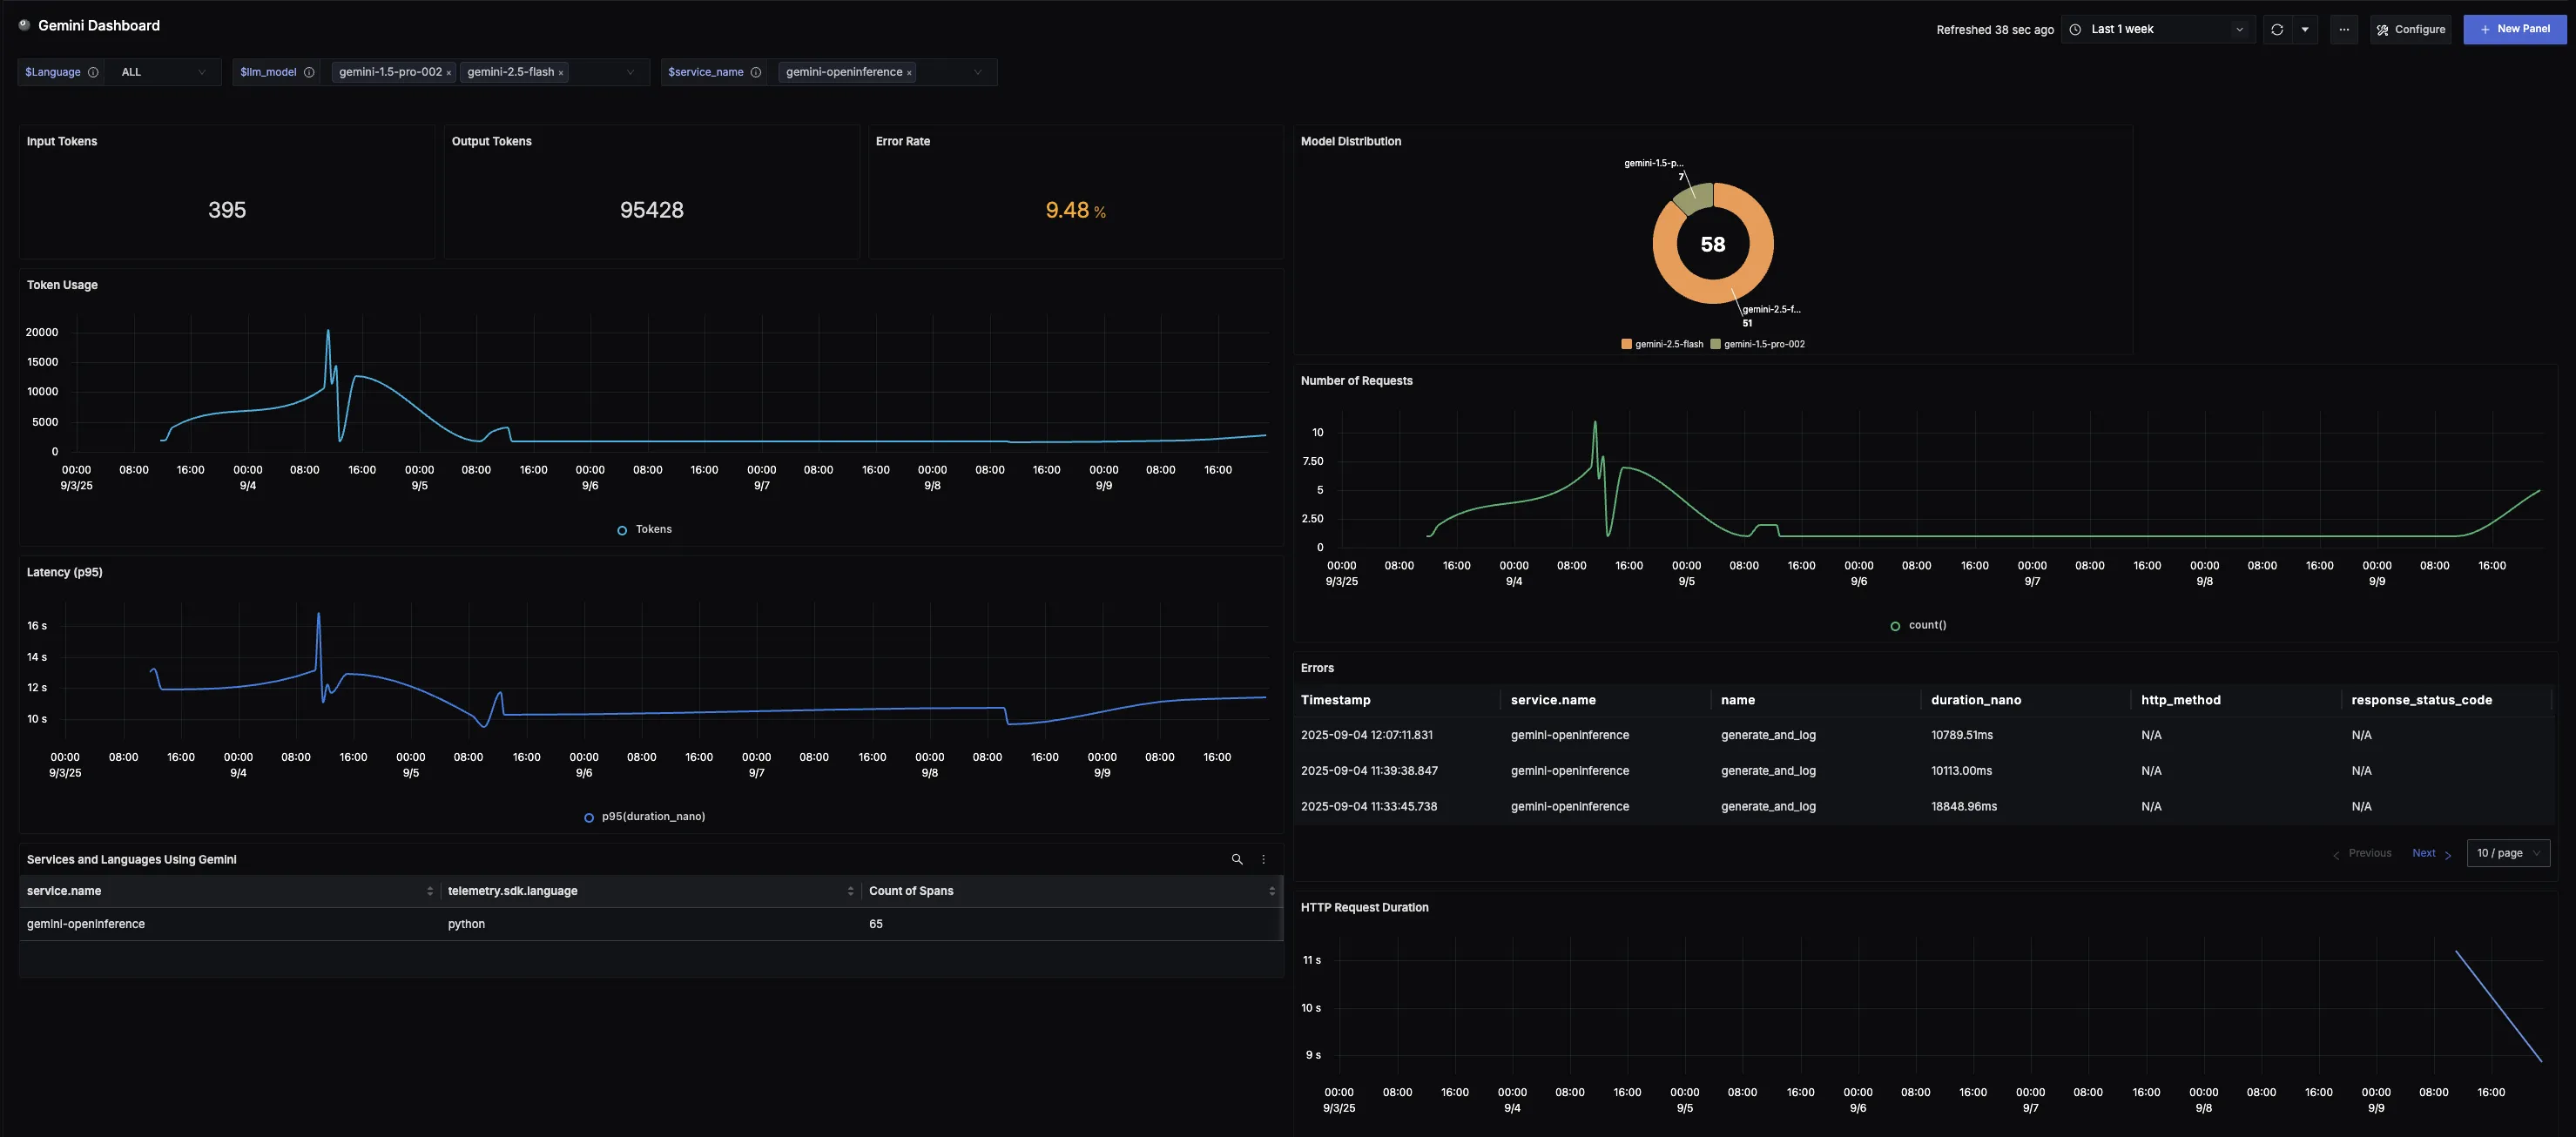 Gemini Dashboard
Refreshed 38 sec ago
Last 1 week
Configure
+ New Panel
$Language ALL
$llm_model gemini-1.5-pro-002 × gemini-2.5-flash ×
$service_name gemini-openinference ×
Input Tokens
395
Output Tokens
95428
Error Rate
9.48 %
Model Distribution
gemini-1.5-p...
7
58
gemini-2.5-f...
51
gemini-2.5-flash gemini-1.5-pro-002
Token Usage
20000
15000
10000
5000
0
00:00 08:00 16:00 00:00 08:00 16:00 00:00 08:00 16:00 00:00 08:00 16:00 00:00 08:00 16:00 00:00 08:00 16:00 00:00 08:00 16:00
9/3/25 9/4 9/5 9/6 9/7 9/8 9/9
Tokens
Number of Requests
10
7.50
5
2.50
0
00:00 08:00 16:00 00:00 08:00 16:00 00:00 08:00 16:00 00:00 08:00 16:00 00:00 08:00 16:00 00:00 08:00 16:00 00:00 08:00 16:00
9/3/25 9/4 9/5 9/6 9/7 9/8 9/9
count()
Latency (p95)
16 s
14 s
12 s
10 s
00:00 08:00 16:00 00:00 08:00 16:00 00:00 08:00 16:00 00:00 08:00 16:00 00:00 08:00 16:00 00:00 08:00 16:00 00:00 08:00 16:00
9/3/25 9/4 9/5 9/6 9/7 9/8 9/9
p95(duration_nano)
Errors
Timestamp service.name name duration_nano http_method response_status_code
2025-09-04 12:07:11.831 gemini-openinference generate_and_log 10789.51ms N/A N/A
2025-09-04 11:39:38.847 gemini-openinference generate_and_log 10113.00ms N/A N/A
2025-09-04 11:33:45.738 gemini-openinference generate_and_log 18848.96ms N/A N/A
Previous Next 10 / page
Services and Languages Using Gemini
service.name telemetry.sdk.language Count of Spans
gemini-openinference python 65
HTTP Request Duration
11 s
10 s
9 s
00:00 08:00 16:00 00:00 08:00 16:00 00:00 08:00 16:00 00:00 08:00 16:00 00:00 08:00 16:00 00:00 08:00 16:00 00:00 08:00 16:00
9/3/25 9/4 9/5 9/6 9/7 9/8 9/9